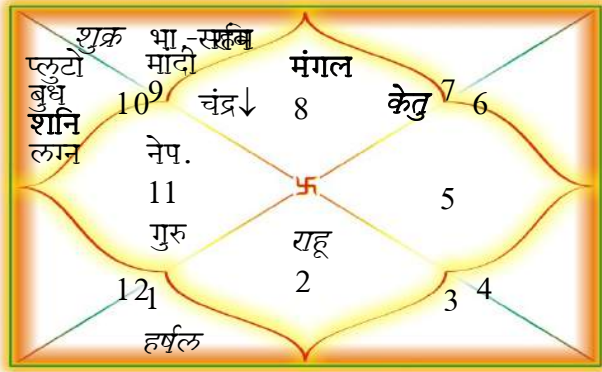 शुक्र भा.
प्लुटो मांदी मंगल
बुध 10 9 चंद्र↓ 8 केतु 7 6
शनि
लग्न नेप.
11 5
गुरु राहू
12 1 2 3 4
हर्षल